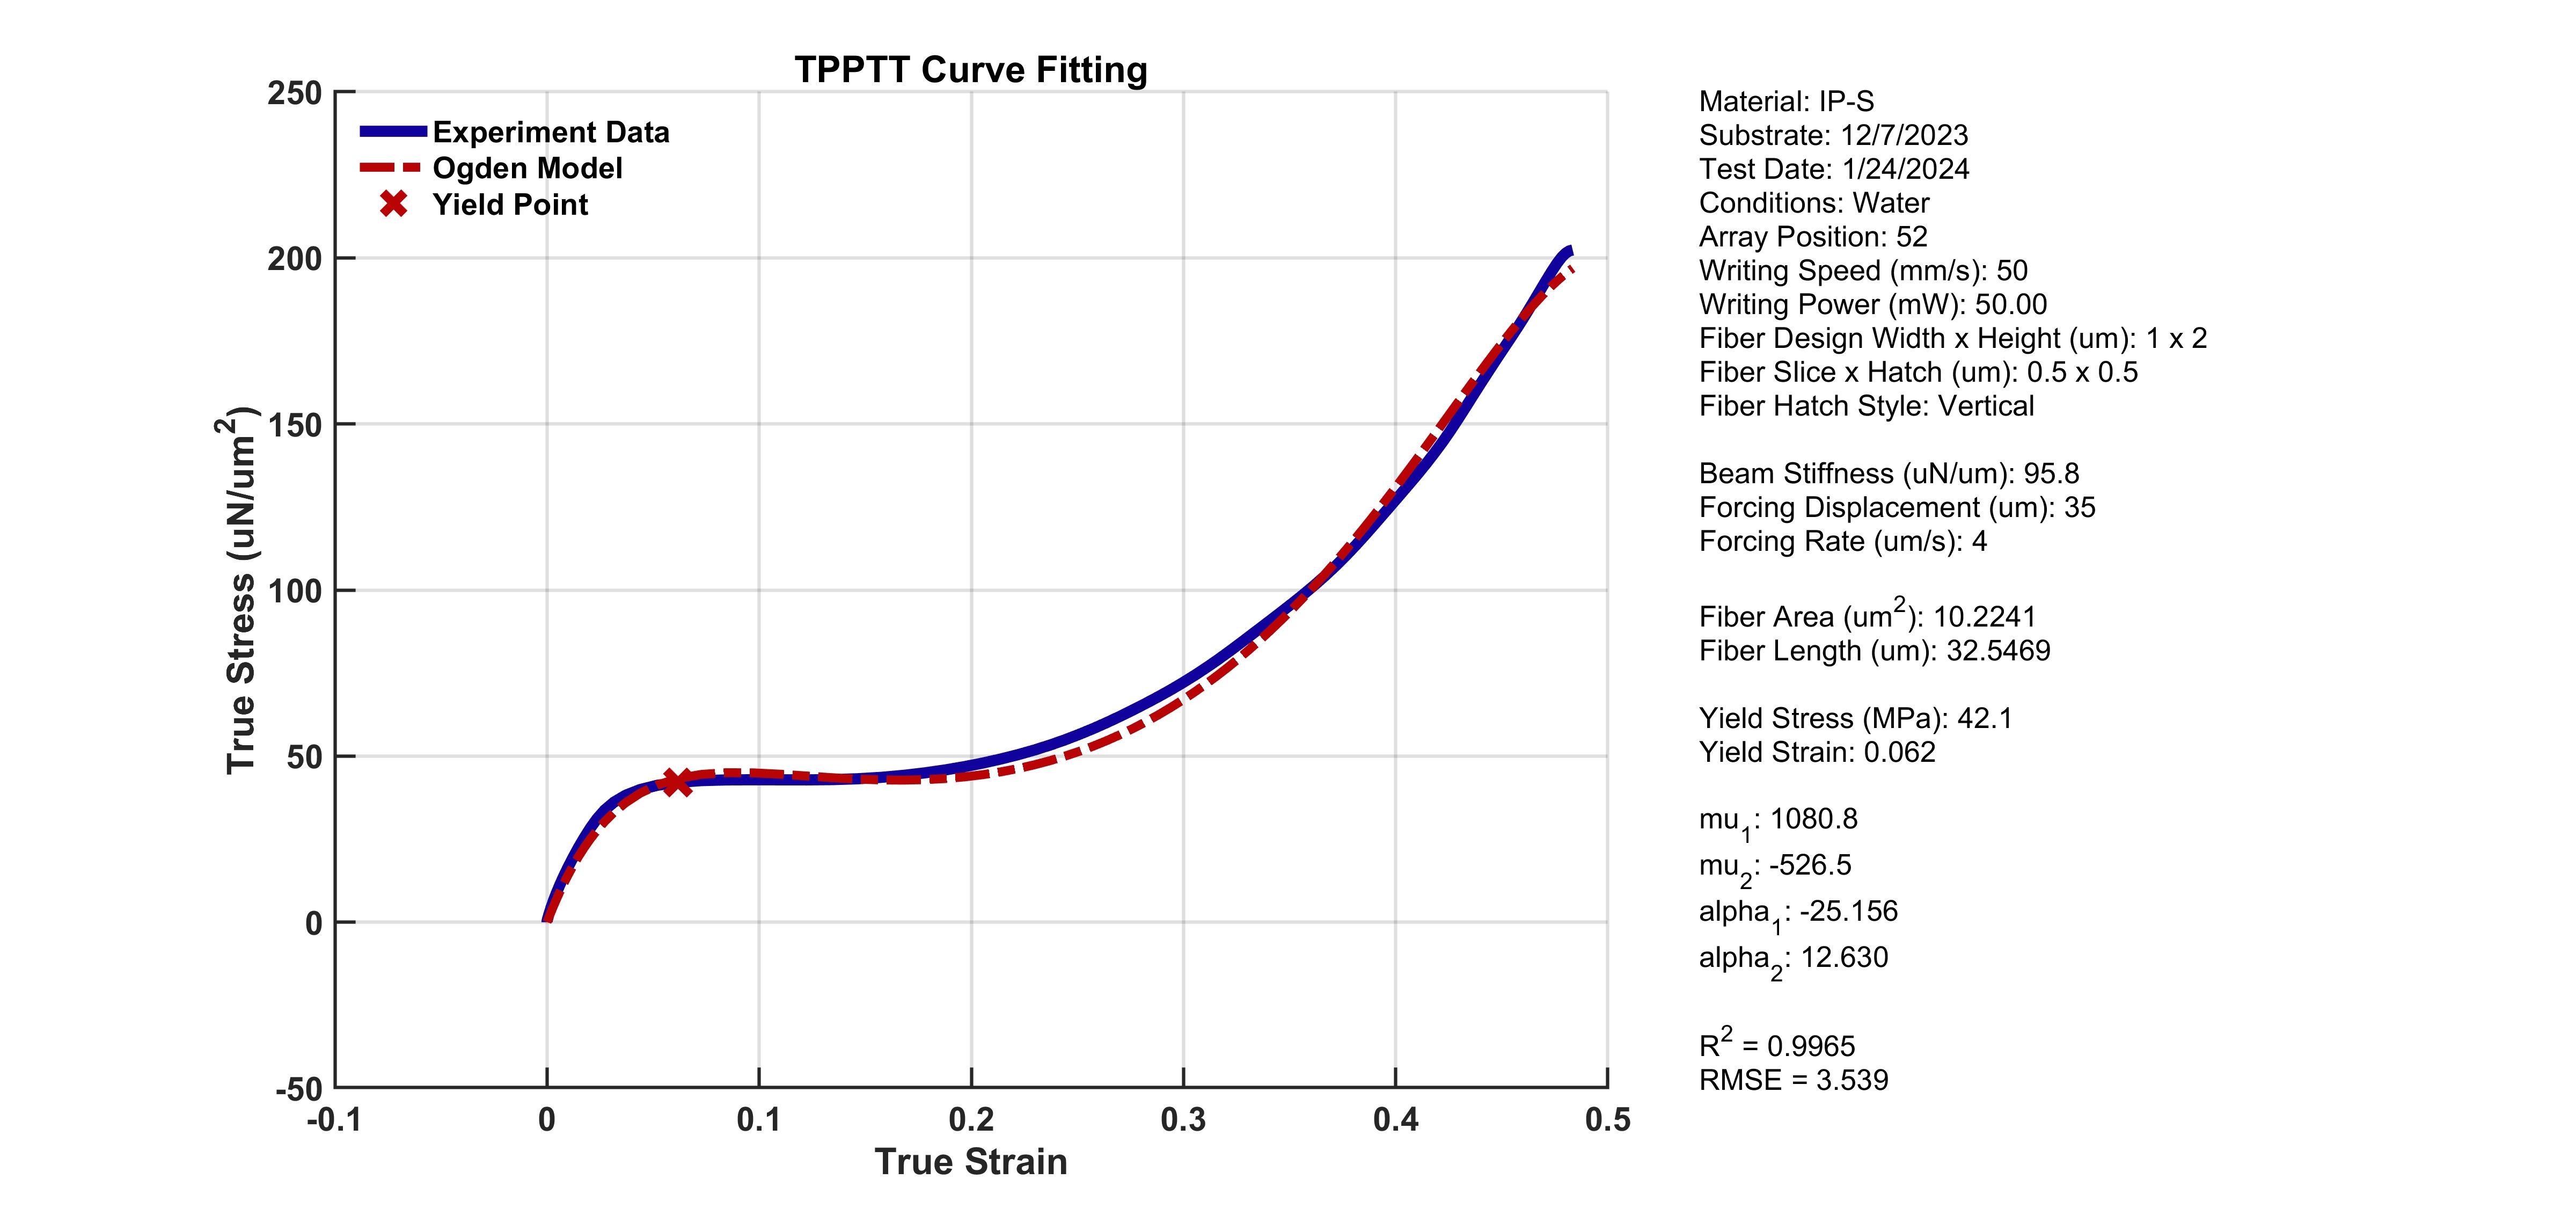 TPPTT Curve Fitting
250
200
150
100
50
0
-50
-0.1
0
0.1
0.2
0.3
0.4
0.5
True Stress (uN/um²)
True Strain
Experiment Data
Ogden Model
Yield Point
Material: IP-S
Substrate: 12/7/2023
Test Date: 1/24/2024
Conditions: Water
Array Position: 52
Writing Speed (mm/s): 50
Writing Power (mW): 50.00
Fiber Design Width x Height (um): 1 x 2
Fiber Slice x Hatch (um): 0.5 x 0.5
Fiber Hatch Style: Vertical
Beam Stiffness (uN/um): 95.8
Forcing Displacement (um): 35
Forcing Rate (um/s): 4
Fiber Area (um²): 10.2241
Fiber Length (um): 32.5469
Yield Stress (MPa): 42.1
Yield Strain: 0.062
mu₁: 1080.8
mu₂: -526.5
alpha₁: -25.156
alpha₂: 12.630
R² = 0.9965
RMSE = 3.539